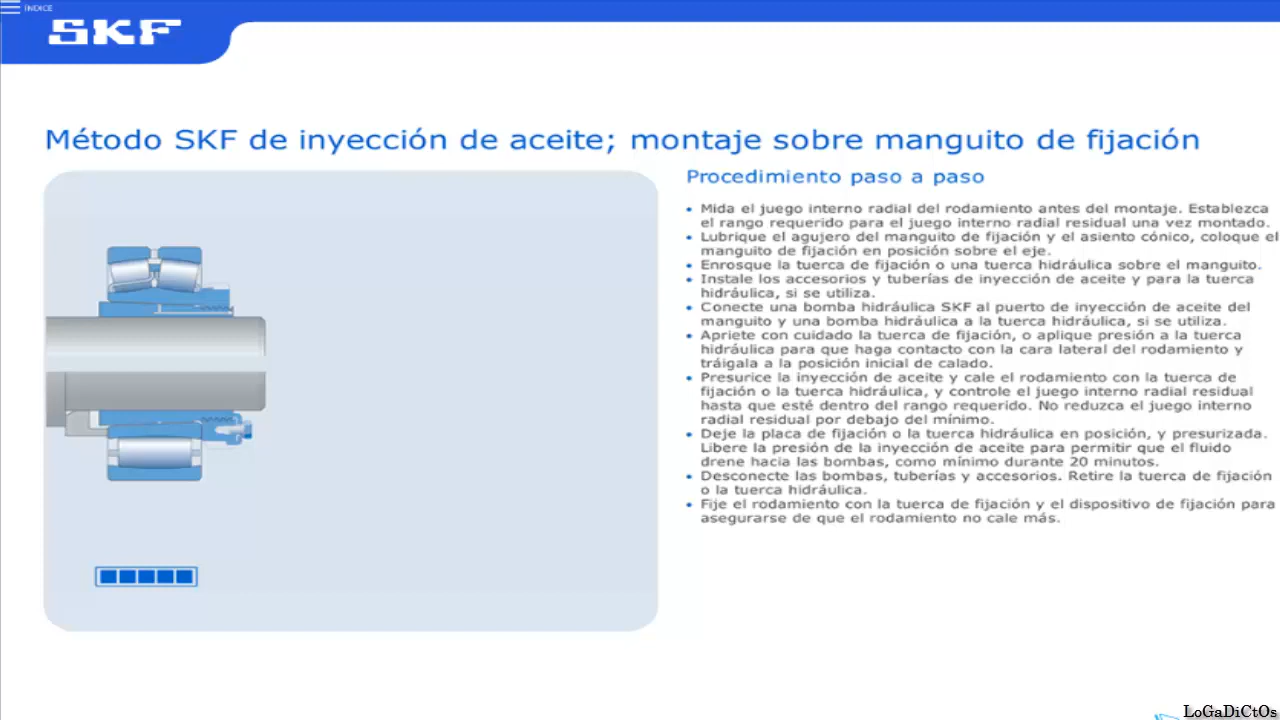 ÍNDICE
SKF
Método SKF de inyección de aceite; montaje sobre manguito de fijación
Procedimiento paso a paso
• Mida el juego interno radial del rodamiento antes del montaje. Establezca
el rango requerido para el juego interno radial residual una vez montado.
• Lubrique el agujero del manguito de fijación y el asiento cónico, coloque el
manguito de fijación en posición sobre el eje.
• Enrosque la tuerca de fijación o una tuerca hidráulica sobre el manguito.
• Instale los accesorios y tuberías de inyección de aceite y para la tuerca
hidráulica, si se utiliza.
• Conecte una bomba hidráulica SKF al puerto de inyección de aceite del
manguito y una bomba hidráulica a la tuerca hidráulica, si se utiliza.
• Apriete con cuidado la tuerca de fijación, o aplique presión a la tuerca
hidráulica para que haga contacto con la cara lateral del rodamiento y
tráigala a la posición inicial de calado.
• Presurice la inyección de aceite y cale el rodamiento con la tuerca de
fijación o la tuerca hidráulica, y controle el juego interno radial residual
hasta que esté dentro del rango requerido. No reduzca el juego interno
radial residual por debajo del mínimo.
• Deje la placa de fijación o la tuerca hidráulica en posición, y presurizada.
Libere la presión de la inyección de aceite para permitir que el fluido
drene hacia las bombas, como mínimo durante 20 minutos.
• Desconecte las bombas, tuberías y accesorios. Retire la tuerca de fijación
o la tuerca hidráulica.
• Fije el rodamiento con la tuerca de fijación y el dispositivo de fijación para
asegurarse de que el rodamiento no cale más.
LoGaDiCtOs